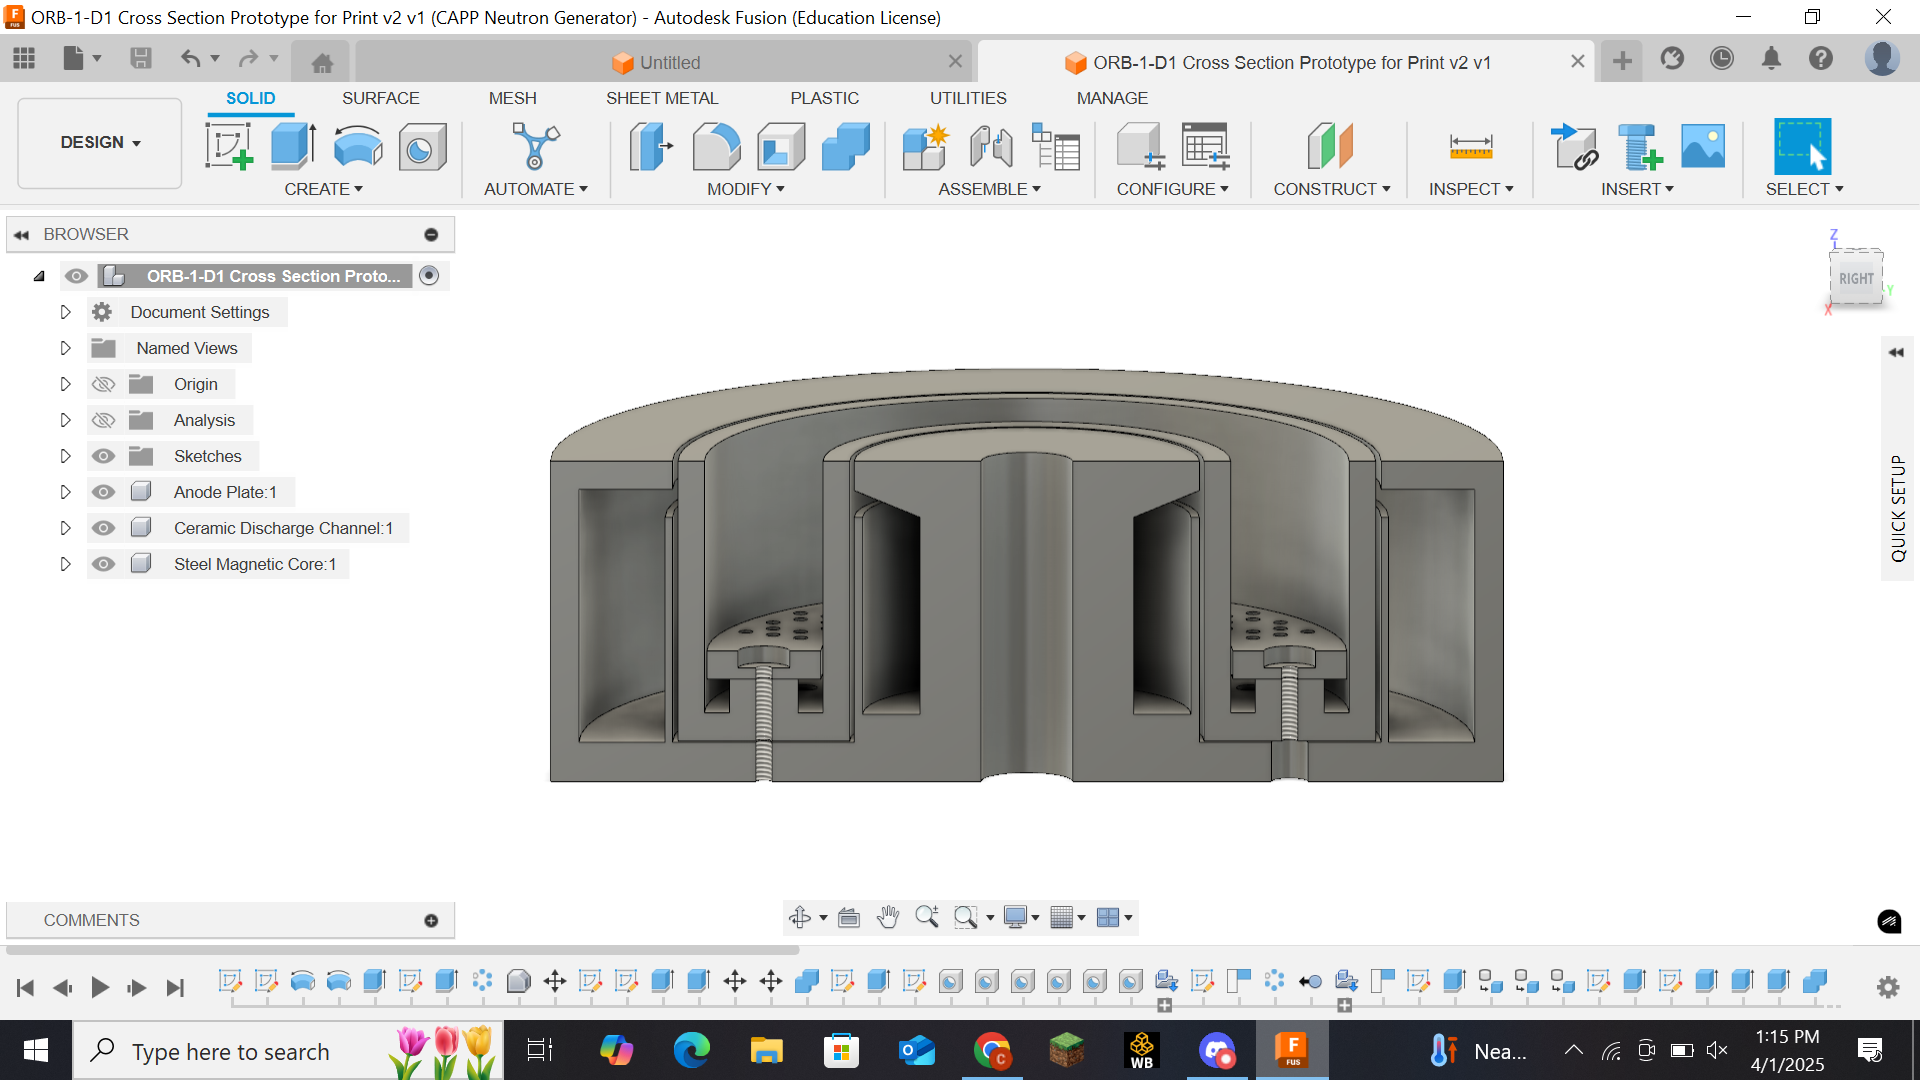 ORB-1-D1 Cross Section Prototype for Print v2 v1 (CAPP Neutron Generator) - Autodesk Fusion (Education License)
Untitled
ORB-1-D1 Cross Section Prototype for Print v2 v1
SOLID SURFACE MESH SHEET METAL PLASTIC UTILITIES MANAGE
DESIGN
CREATE AUTOMATE MODIFY ASSEMBLE CONFIGURE CONSTRUCT INSPECT INSERT SELECT
BROWSER
ORB-1-D1 Cross Section Proto...
Document Settings
Named Views
Origin
Analysis
Sketches
Anode Plate:1
Ceramic Discharge Channel:1
Steel Magnetic Core:1
Z
RIGHT
Y
X
QUICK SETUP
COMMENTS
Type here to search
WB
F
FUS
Nea...
1:15 PM
4/1/2025